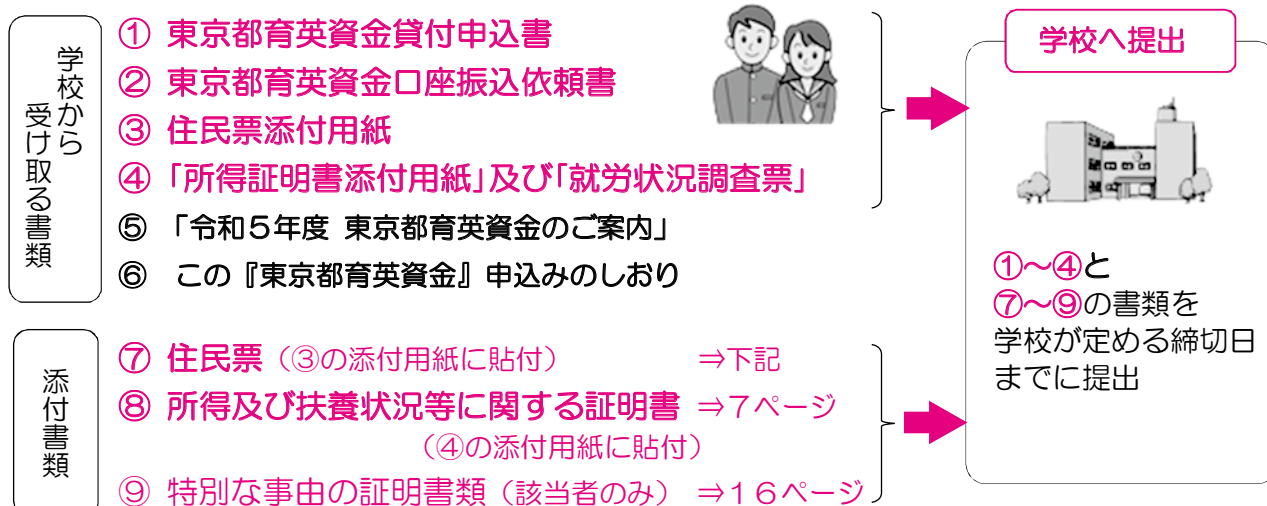 学校から
受け取る書類
① 東京都育英資金貸付申込書
② 東京都育英資金口座振込依頼書
③ 住民票添付用紙
④ 「所得証明書添付用紙」及び「就労状況調査票」
⑤ 「令和５年度 東京都育英資金のご案内」
⑥ この『東京都育英資金』申込みのしおり
添付書類
⑦ 住民票（③の添付用紙に貼付） ⇒下記
⑧ 所得及び扶養状況等に関する証明書 ⇒７ページ
（④の添付用紙に貼付）
⑨ 特別な事由の証明書類（該当者のみ） ⇒１６ページ
学校へ提出
①～④と
⑦～⑨の書類を
学校が定める締切日
までに提出